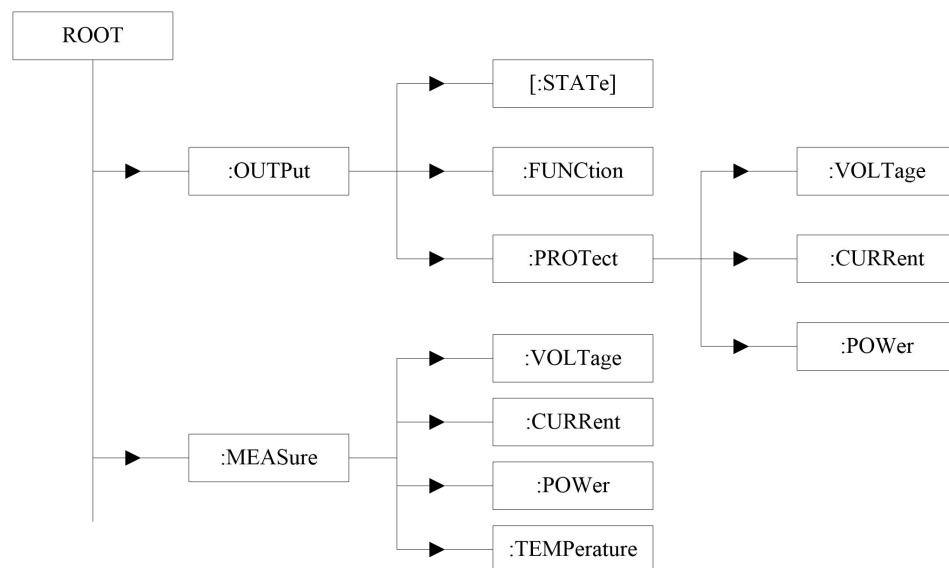 ROOT
[:STATe]
:OUTPut
:FUNCtion
:VOLTage
:PROTect
:CURRent
:POWer
:VOLTage
:CURRent
:MEASure
:POWer
:TEMPerature